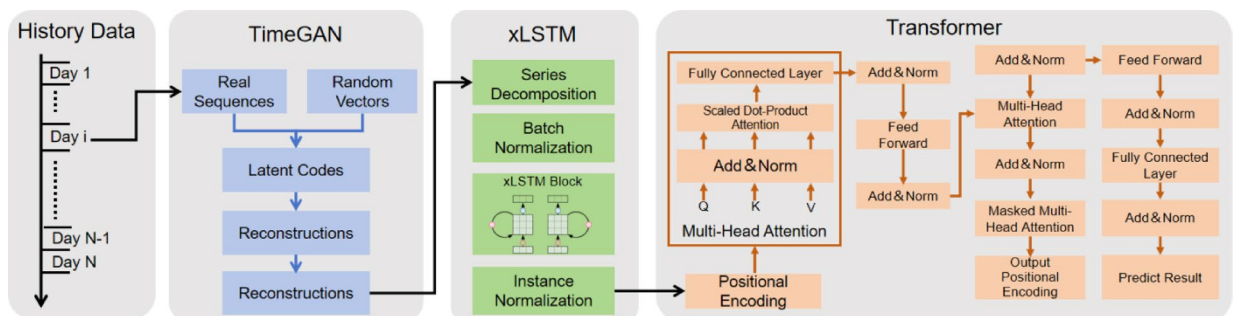 History Data
Day 1
Day i
Day N-1
Day N
TimeGAN
Real
Sequences
Random
Vectors
Latent Codes
Reconstructions
Reconstructions
xLSTM
Series
Decomposition
Batch
Normalization
xLSTM Block
Instance
Normalization
Transformer
Fully Connected Layer
Scaled Dot-Product
Attention
Add&Norm
Q K V
Multi-Head Attention
Positional
Encoding
Add&Norm
Feed
Forward
Add&Norm
Add&Norm
Multi-Head
Attention
Add&Norm
Masked Multi-
Head Attention
Output
Positional
Encoding
Feed Forward
Add&Norm
Fully Connected
Layer
Add&Norm
Predict Result